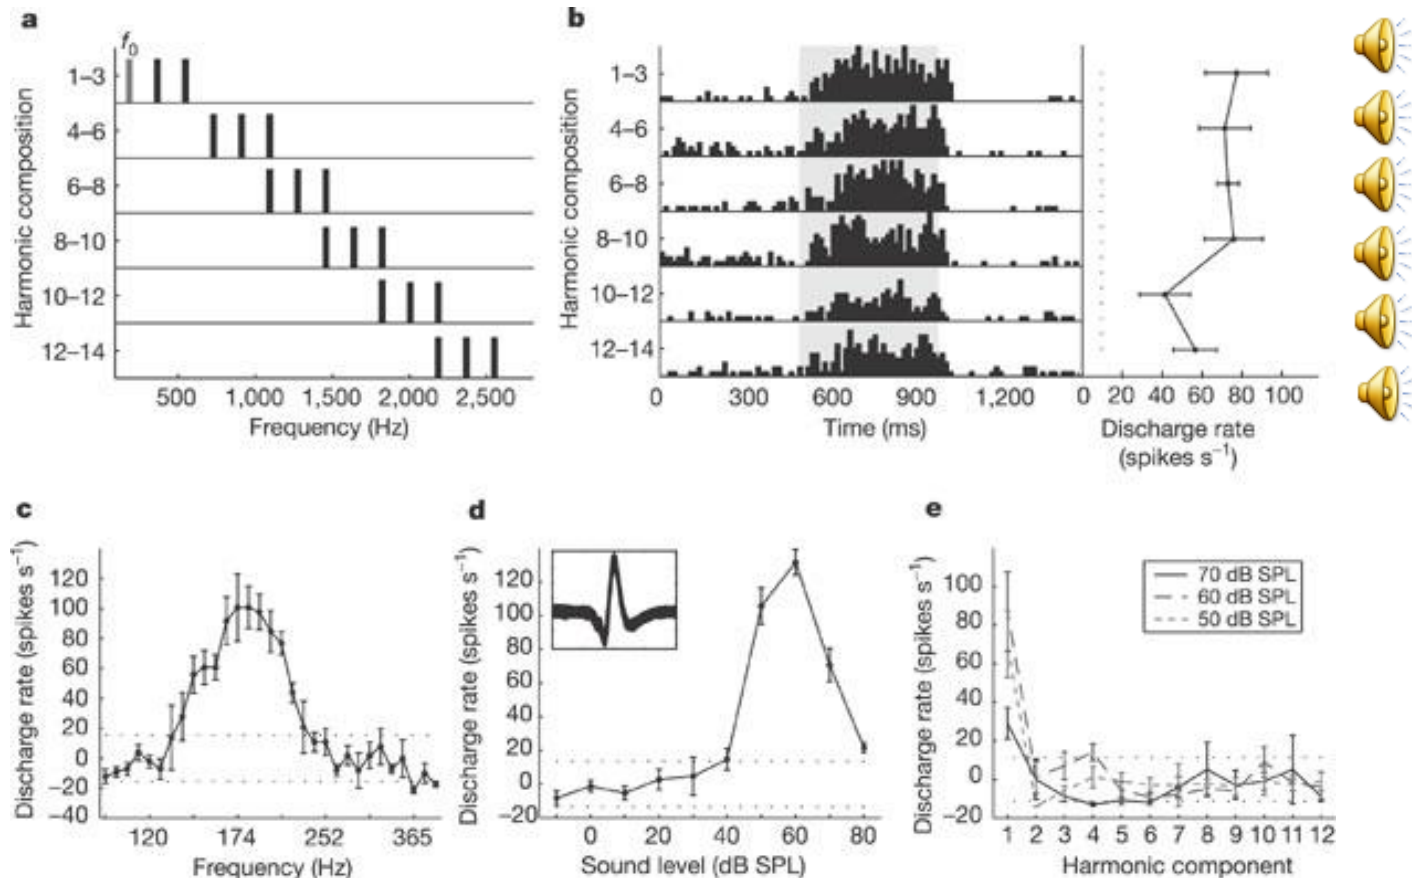 a
f0
Harmonic composition
1–3
4–6
6–8
8–10
10–12
12–14
500 1,000 1,500 2,000 2,500
Frequency (Hz)
b
Harmonic composition
1–3
4–6
6–8
8–10
10–12
12–14
0 300 600 900 1,200
Time (ms)
0 20 40 60 80
Discharge rate
(spikes s⁻¹)
c
Discharge rate (spikes s⁻¹)
120
100
80
60
40
20
0
−20
−40
120 174 252 365
Frequency (Hz)
d
Discharge rate (spikes s⁻¹)
120
100
80
60
40
20
0
−20
0 20 40 60 80
Sound level (dB SPL)
e
Discharge rate (spikes s⁻¹)
100
80
60
40
20
0
−20
70 dB SPL
60 dB SPL
50 dB SPL
1 2 3 4 5 6 7 8 9 10 11 12
Harmonic component